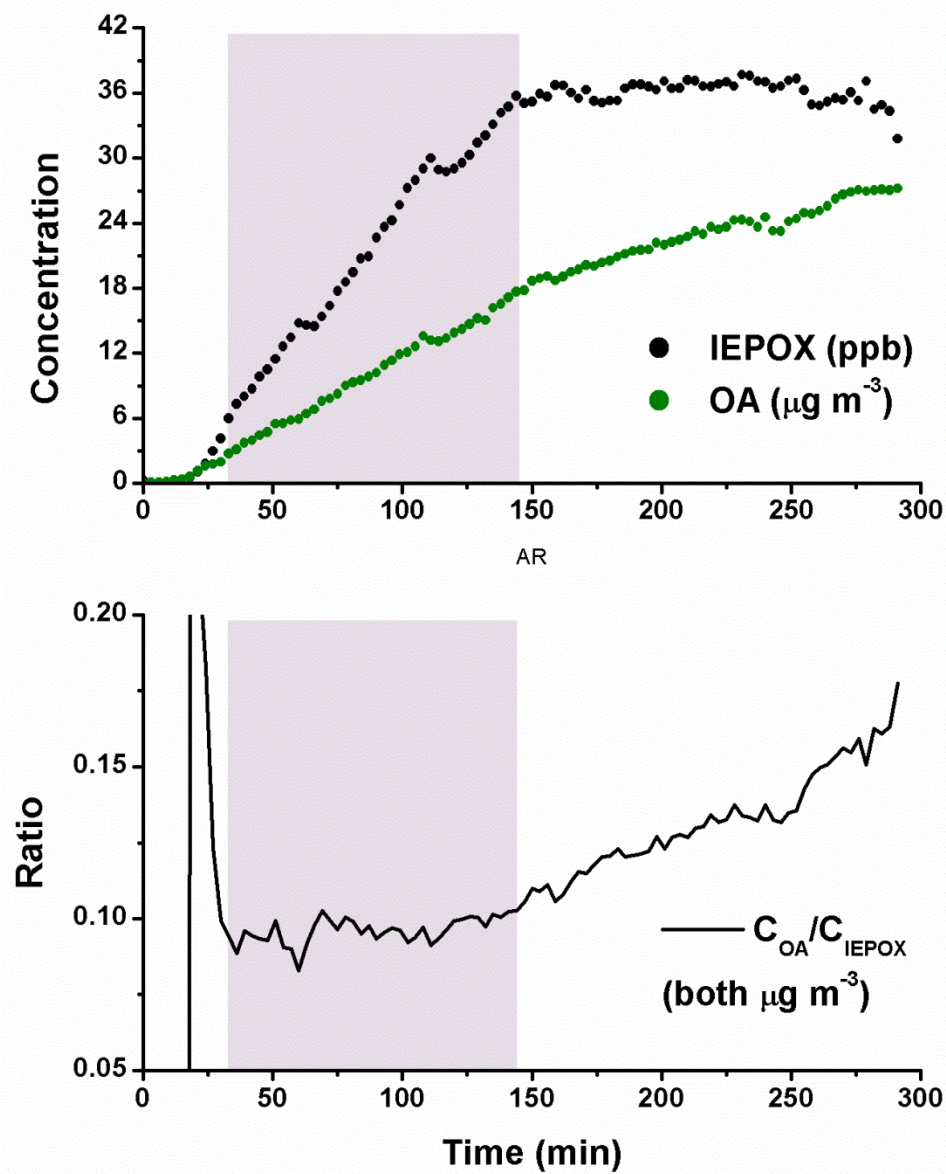 42
36
30
24
18
12
6
0
Concentration
IEPOX (ppb)
OA (μg m⁻³)
0 50 100 150 200 250 300
AR
0.20
0.15
0.10
0.05
Ratio
C_OA/C_IEPOX
(both μg m⁻³)
0 50 100 150 200 250 300
Time (min)